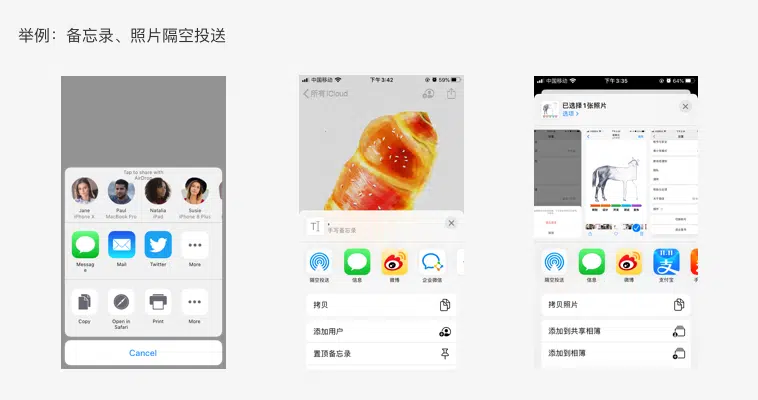 举例：备忘录、照片隔空投送
Tap to share with
AirDrop
Jane
iPhone X
Paul
MacBook Pro
Natalia
iPad
Susie
iPhone 8 Plus
Messag
e
Mail
Twitter
More
Copy
Open in
Safari
Print
More
Cancel
中国移动
下午3:42
59%
所有 iCloud
手写备忘录
隔空投送
信息
微博
企业微信
拷贝
添加用户
置顶备忘录
中国移动
下午3:35
64%
已选择1张照片
选项 >
隔空投送
信息
微博
支付宝
11.11
拷贝照片
添加到共享相簿
添加到相簿